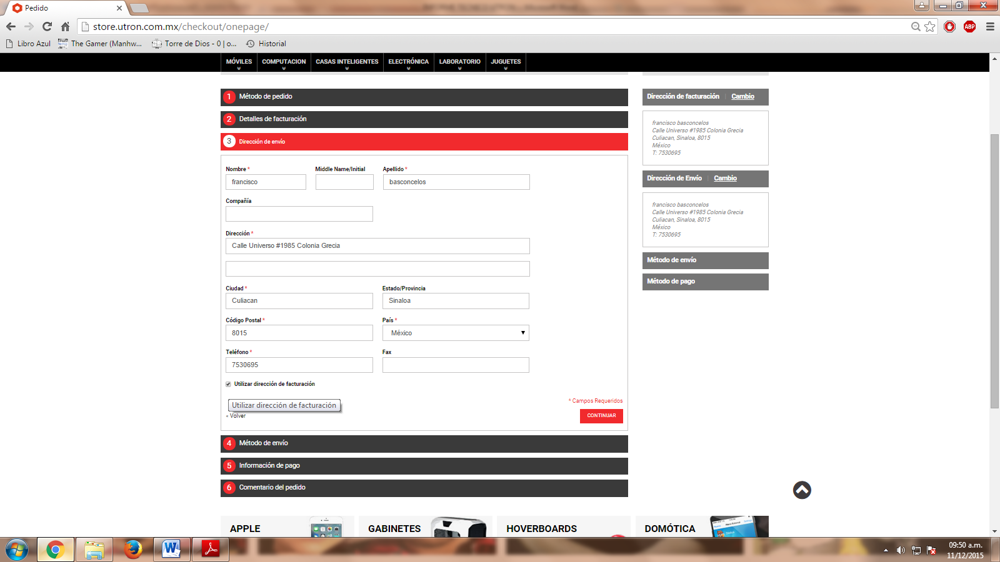 Pedido
store.utron.com.mx/checkout/onepage/
ABP
Libro Azul
The Gamer (Manhw...
Torre de Dios - 0 | o...
Historial
MÓVILES
COMPUTACION
CASAS INTELIGENTES
ELECTRÓNICA
LABORATORIO
JUGUETES
1 Método de pedido
2 Detalles de facturación
3 Dirección de envío
Nombre *
Middle Name/Initial
Apellido *
francisco
basconcelos
Compañía
Dirección *
Calle Universo #1985 Colonia Grecia
Ciudad *
Estado/Provincia
Culiacan
Sinaloa
Código Postal *
País *
8015
México
Teléfono *
Fax
7530695
Utilizar dirección de facturación
* Campos Requeridos
Utilizar dirección de facturación
« Volver
CONTINUAR
4 Método de envío
5 Información de pago
6 Comentario del pedido
Dirección de facturación | Cambio
francisco basconcelos
Calle Universo #1985 Colonia Grecia
Culiacan, Sinaloa, 8015
México
T: 7530695
Dirección de Envío | Cambio
francisco basconcelos
Calle Universo #1985 Colonia Grecia
Culiacan, Sinaloa, 8015
México
T: 7530695
Método de envío
Método de pago
APPLE
GABINETES
HOVERBOARDS
DOMÓTICA
09:50 a.m.
11/12/2015